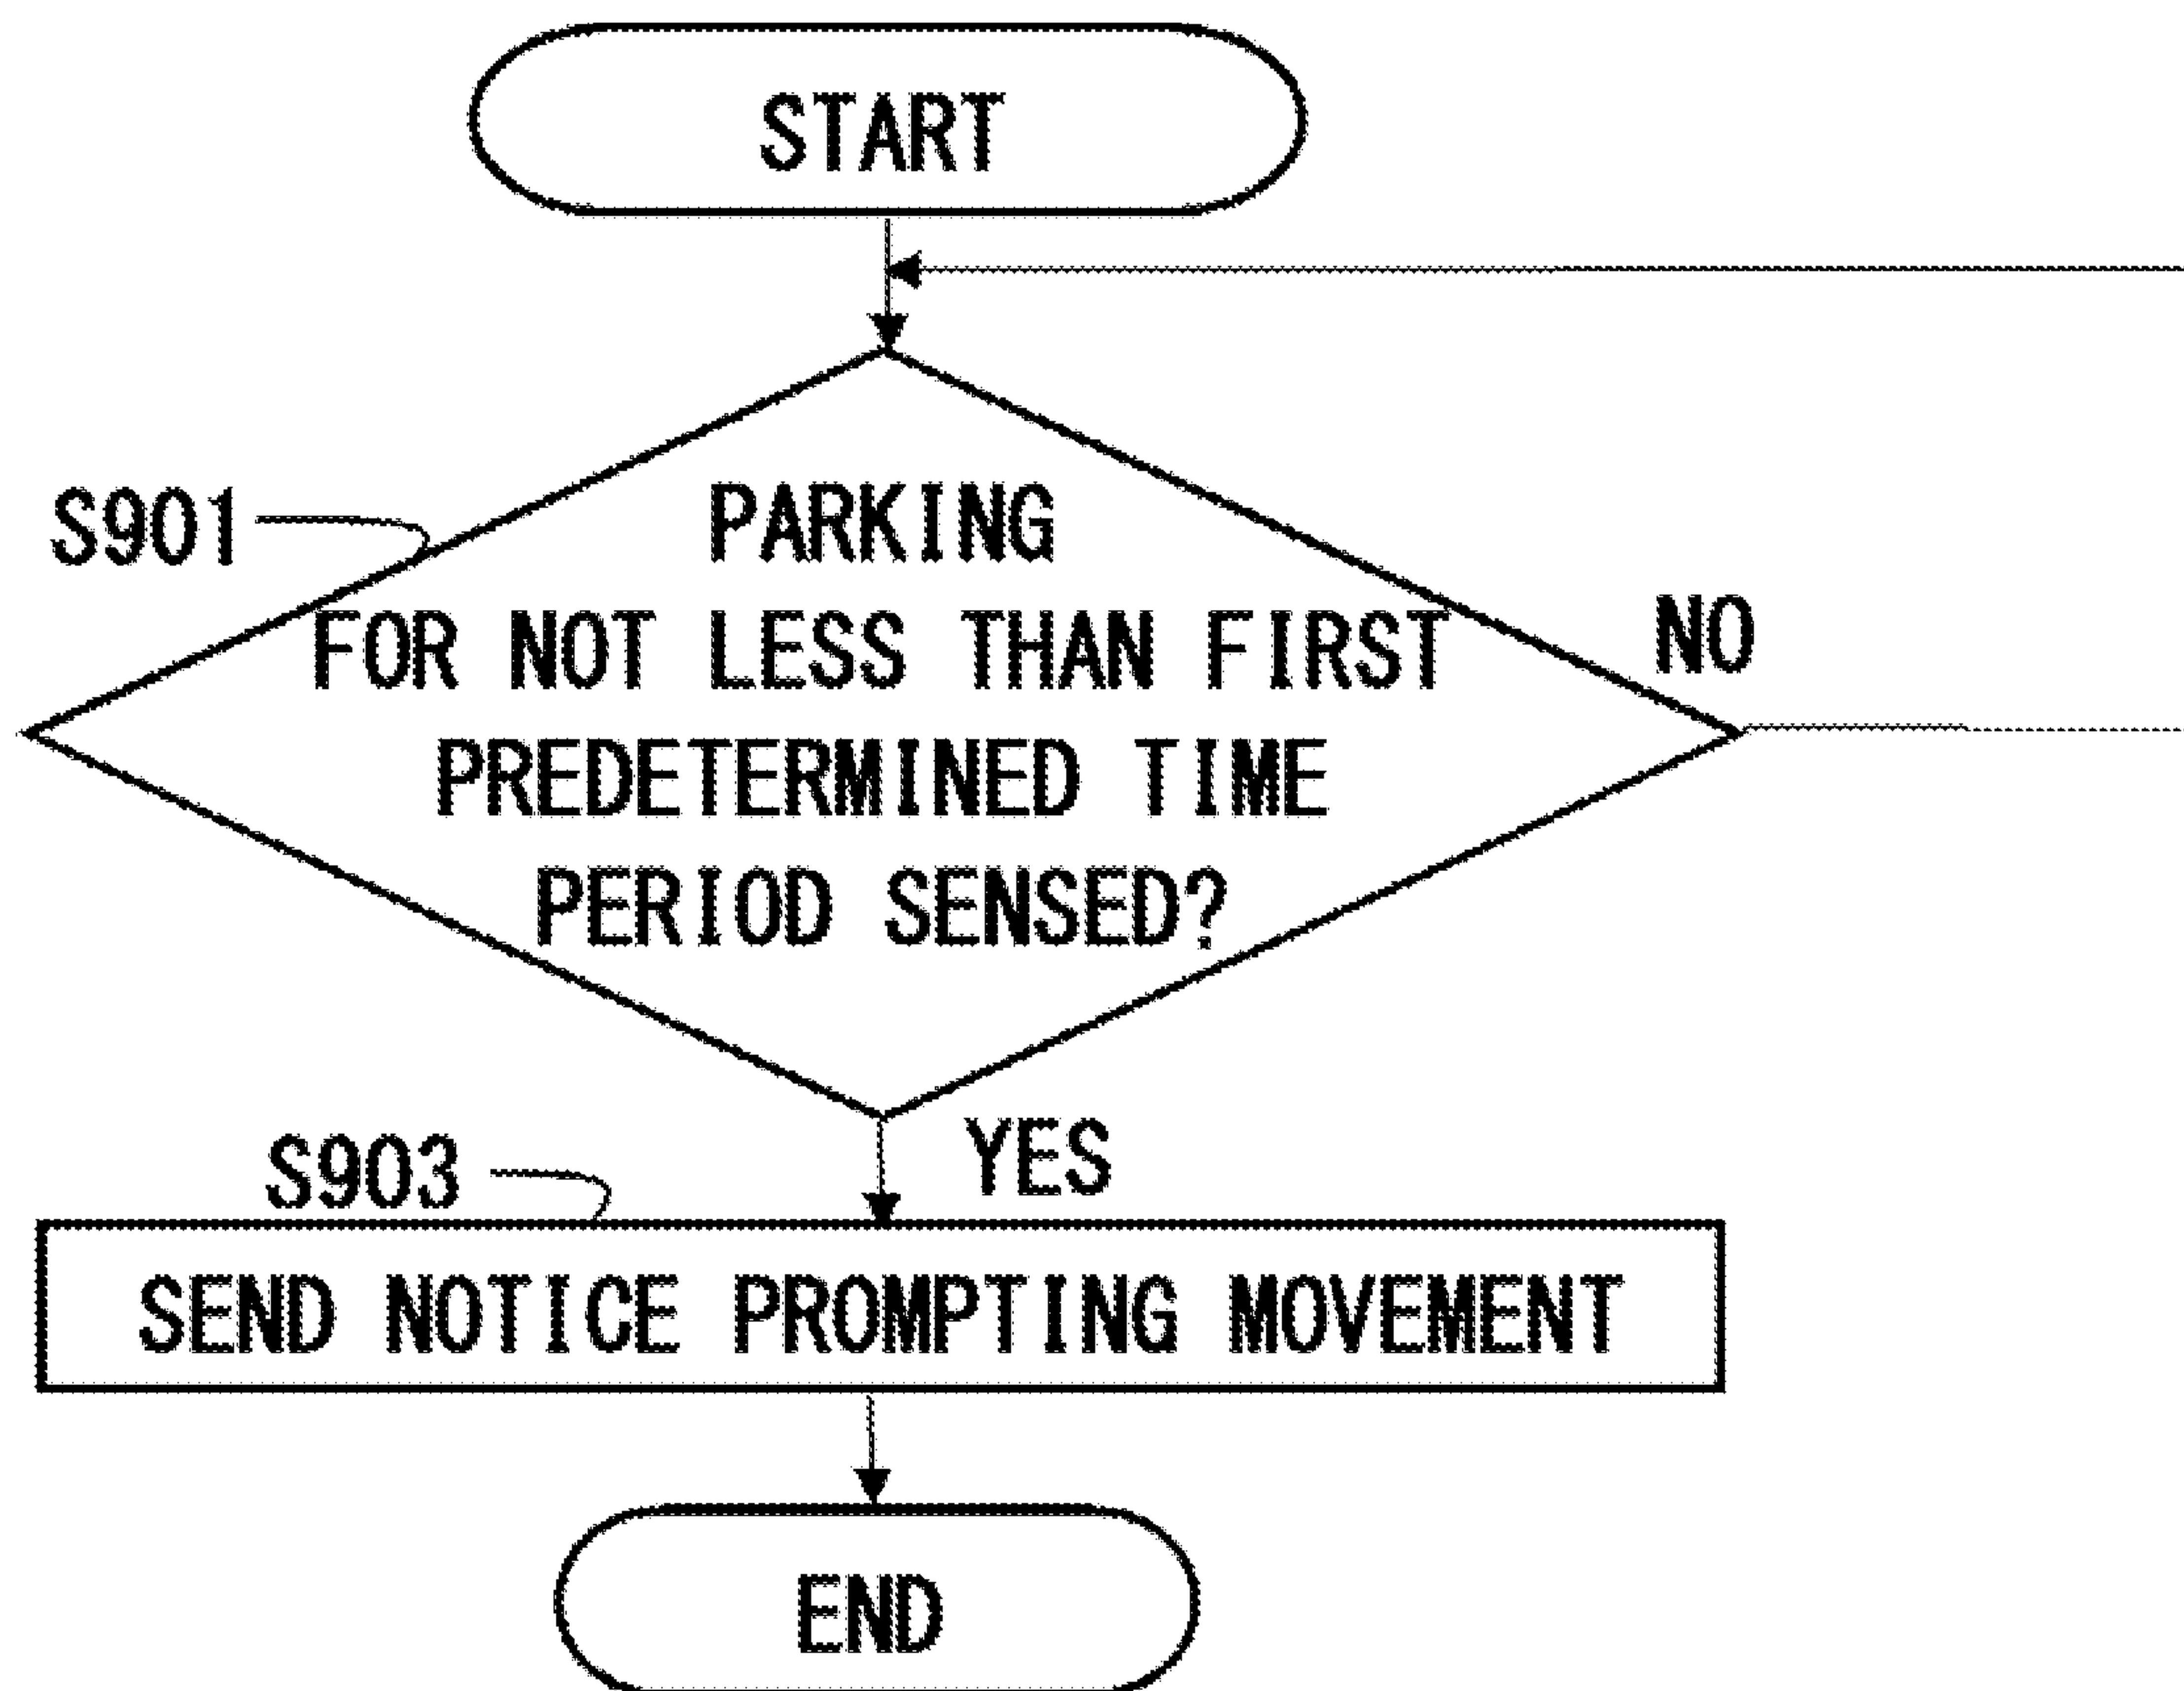 START
S901
PARKING
FOR NOT LESS THAN FIRST
PREDETERMINED TIME
PERIOD SENSED?
NO
YES
S903
SEND NOTICE PROMPTING MOVEMENT
END